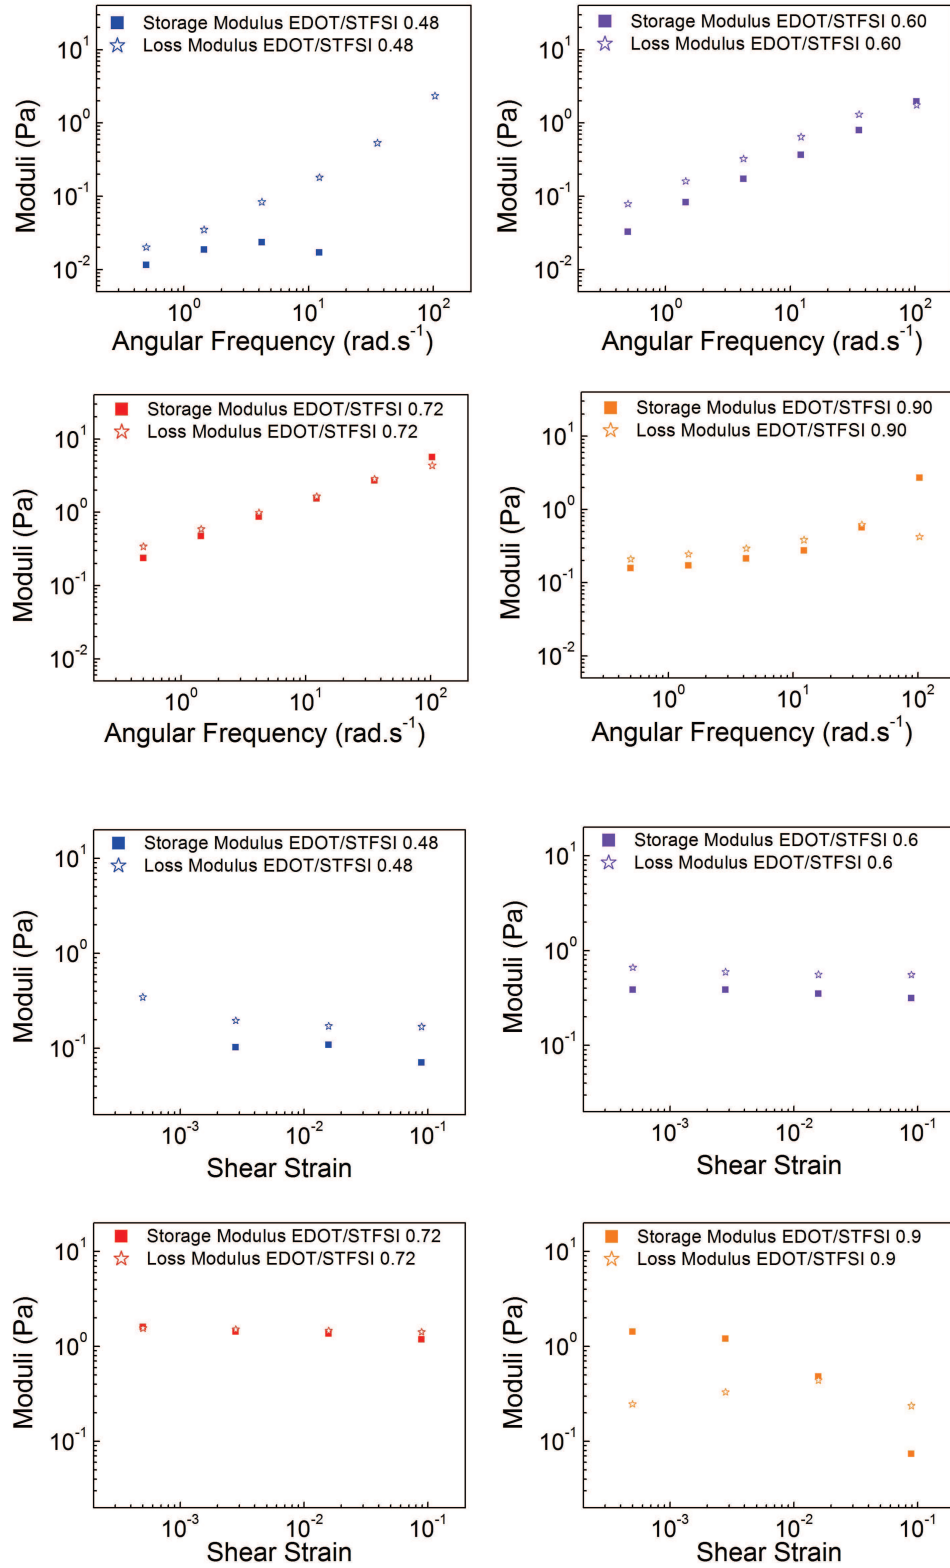 Storage Modulus EDOT/STFSI 0.48
Loss Modulus EDOT/STFSI 0.48
10^1
10^0
10^-1
10^-2
Moduli (Pa)
10^0 10^1 10^2
Angular Frequency (rad.s^-1)
Storage Modulus EDOT/STFSI 0.60
Loss Modulus EDOT/STFSI 0.60
10^1
10^0
10^-1
10^-2
Moduli (Pa)
10^0 10^1 10^2
Angular Frequency (rad.s^-1)
Storage Modulus EDOT/STFSI 0.72
Loss Modulus EDOT/STFSI 0.72
10^1
10^0
10^-1
10^-2
Moduli (Pa)
10^0 10^1 10^2
Angular Frequency (rad.s^-1)
Storage Modulus EDOT/STFSI 0.90
Loss Modulus EDOT/STFSI 0.90
10^1
10^0
10^-1
10^-2
Moduli (Pa)
10^0 10^1 10^2
Angular Frequency (rad.s^-1)
Storage Modulus EDOT/STFSI 0.48
Loss Modulus EDOT/STFSI 0.48
10^1
10^0
10^-1
Moduli (Pa)
10^-3 10^-2 10^-1
Shear Strain
Storage Modulus EDOT/STFSI 0.6
Loss Modulus EDOT/STFSI 0.6
10^1
10^0
10^-1
Moduli (Pa)
10^-3 10^-2 10^-1
Shear Strain
Storage Modulus EDOT/STFSI 0.72
Loss Modulus EDOT/STFSI 0.72
10^1
10^0
10^-1
Moduli (Pa)
10^-3 10^-2 10^-1
Shear Strain
Storage Modulus EDOT/STFSI 0.9
Loss Modulus EDOT/STFSI 0.9
10^1
10^0
10^-1
Moduli (Pa)
10^-3 10^-2 10^-1
Shear Strain